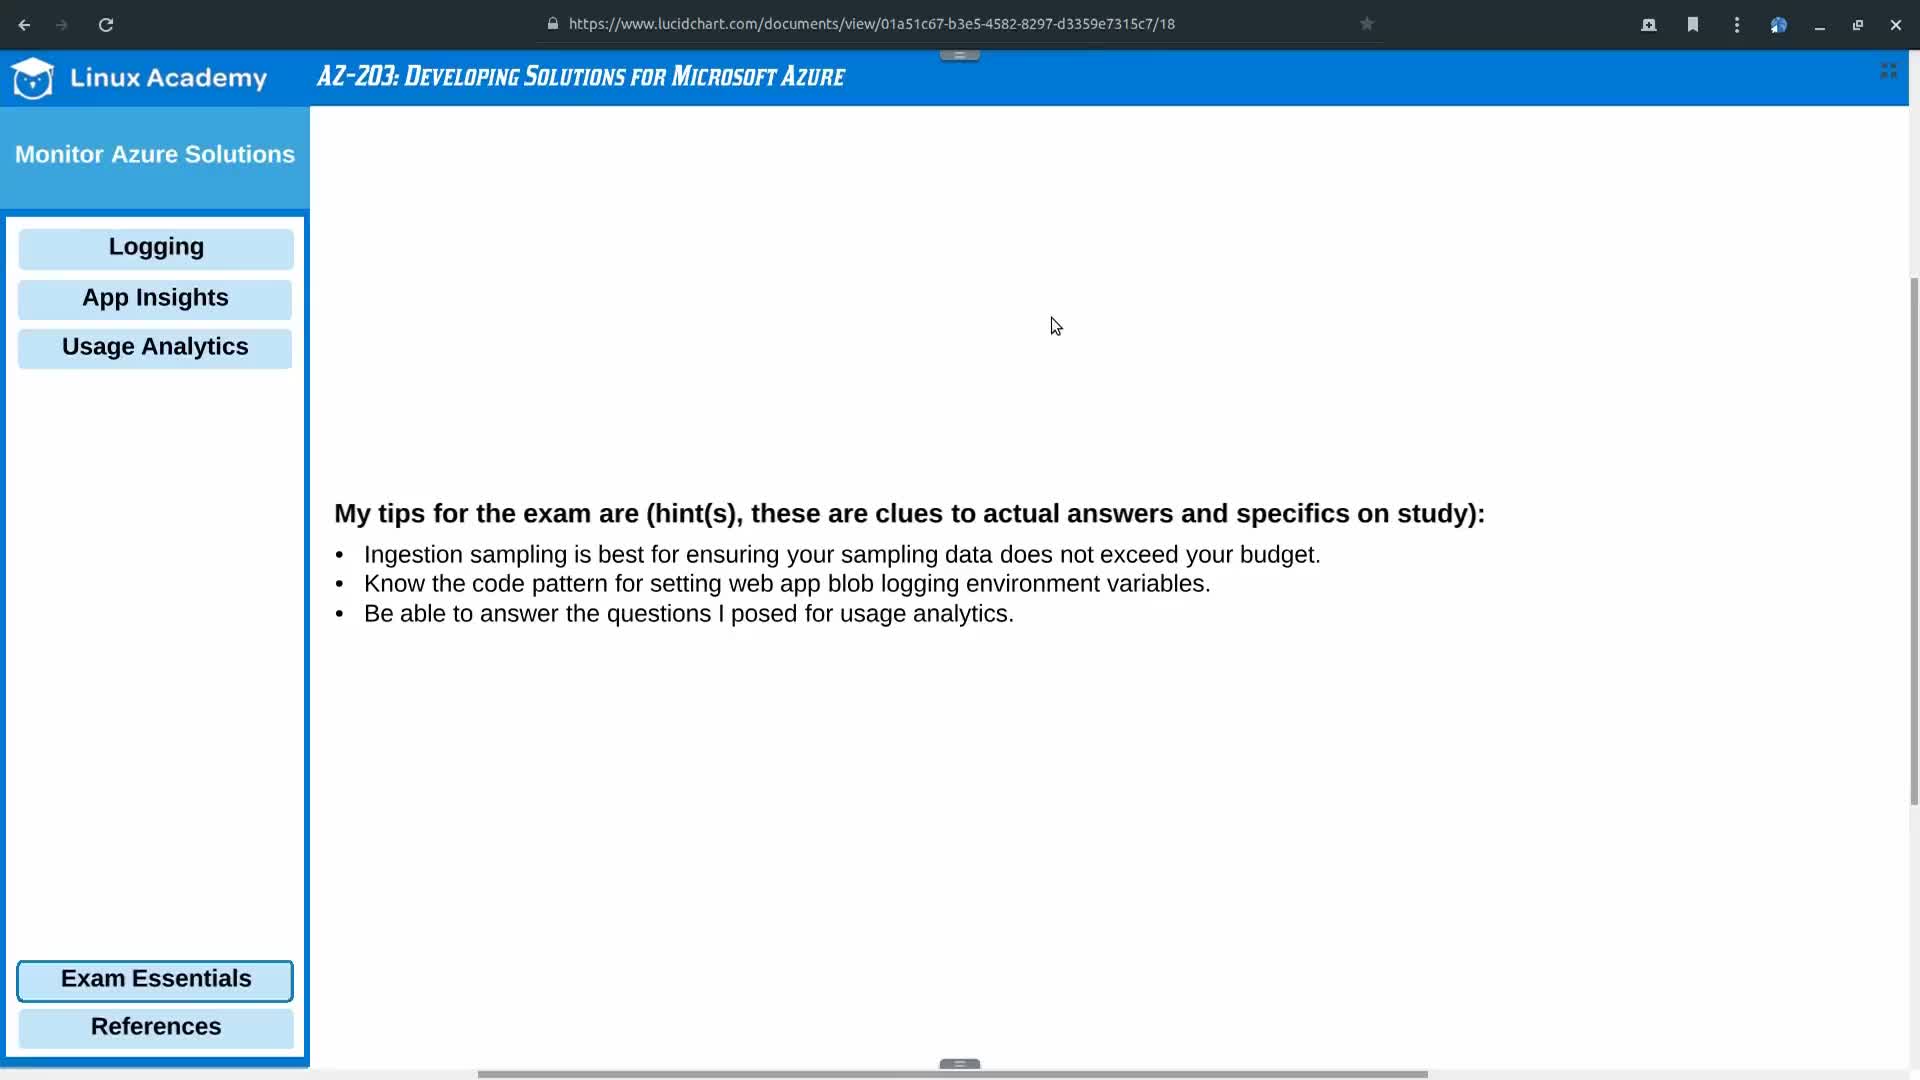 https://www.lucidchart.com/documents/view/01a51c67-b3e5-4582-8297-d3359e7315c7/18
Linux Academy
AZ-203: Developing Solutions for Microsoft Azure
Monitor Azure Solutions
Logging
App Insights
Usage Analytics
My tips for the exam are (hint(s), these are clues to actual answers and specifics on study):
• Ingestion sampling is best for ensuring your sampling data does not exceed your budget.
• Know the code pattern for setting web app blob logging environment variables.
• Be able to answer the questions I posed for usage analytics.
Exam Essentials
References